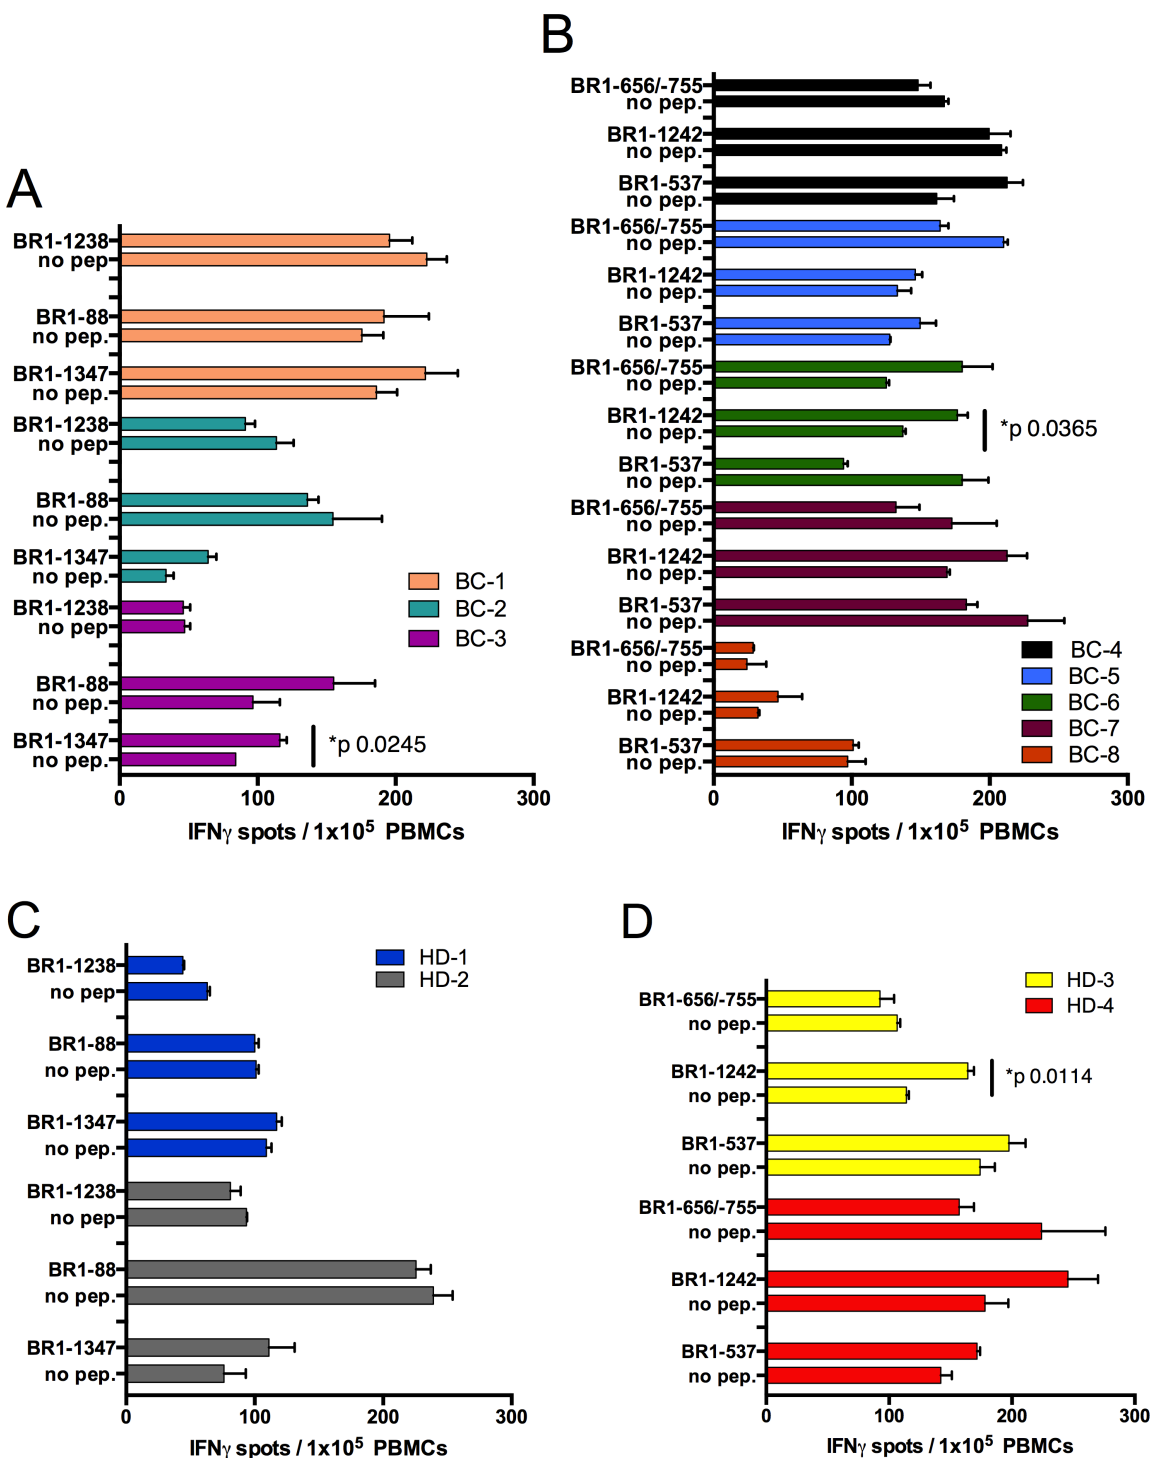 A
BR1-1238
no pep
BR1-88
no pep.
BR1-1347
no pep.
BR1-1238
no pep
BR1-88
no pep.
BR1-1347
no pep.
BR1-1238
no pep
BR1-88
no pep.
BR1-1347
no pep.
BC-1
BC-2
BC-3
*p 0.0245
0 100 200 300
IFNγ spots / 1x10⁵ PBMCs
B
BR1-656/-755
no pep.
BR1-1242
no pep.
BR1-537
no pep.
BR1-656/-755
no pep.
BR1-1242
no pep.
BR1-537
no pep.
BR1-656/-755
no pep.
BR1-1242
no pep.
BR1-537
no pep.
BR1-656/-755
no pep.
BR1-1242
no pep.
BR1-537
no pep.
BR1-656/-755
no pep.
BR1-1242
no pep.
BR1-537
no pep.
*p 0.0365
BC-4
BC-5
BC-6
BC-7
BC-8
0 100 200 300
IFNγ spots / 1x10⁵ PBMCs
C
BR1-1238
no pep
BR1-88
no pep.
BR1-1347
no pep.
BR1-1238
no pep
BR1-88
no pep.
BR1-1347
no pep.
HD-1
HD-2
0 100 200 300
IFNγ spots / 1x10⁵ PBMCs
D
BR1-656/-755
no pep.
BR1-1242
no pep.
BR1-537
no pep.
BR1-656/-755
no pep.
BR1-1242
no pep.
BR1-537
no pep.
HD-3
HD-4
*p 0.0114
0 100 200 300
IFNγ spots / 1x10⁵ PBMCs